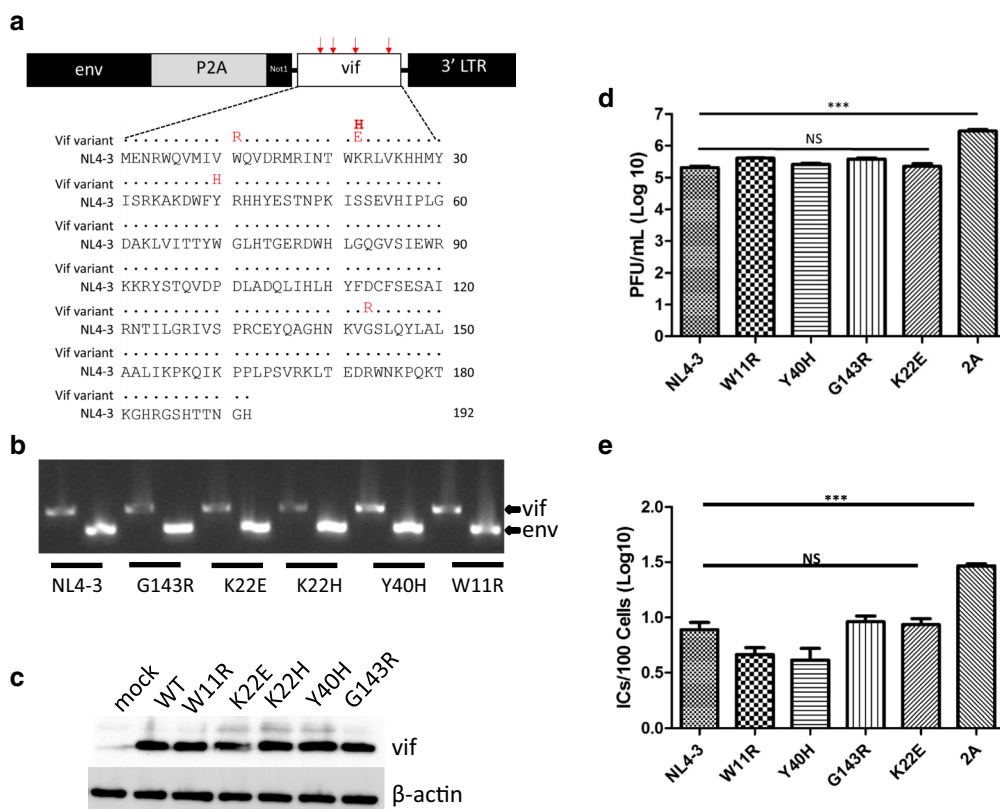 a
env P2A Not1 vif 3' LTR
H
Vif variant .......... R......... ..E.......
NL4-3 MENRWQVMIV WQVDRMRINT WKRLVKHHMY 30
Vif variant .........H .......... ..........
NL4-3 ISRKAKDWFY RHHYESTNPK ISSEVHIPLG 60
Vif variant .......... .......... ..........
NL4-3 DAKLVITTYW GLHTGERDWH LGQGVSIEWR 90
Vif variant .......... .......... ..........
NL4-3 KKRYSTQVDP DLADQLIHLH YFDCFSESAI 120
Vif variant .......... .......... ..R.......
NL4-3 RNTILGRIVS PRCEYQAGHN KVGSLQYLAL 150
Vif variant .......... .......... ..........
NL4-3 AALIKPKQIK PPLPSVRKLT EDRWNKPQKT 180
Vif variant .......... ..
NL4-3 KGHRGSHTTN GH 192
b
vif
env
NL4-3 G143R K22E K22H Y40H W11R
c
mock WT W11R K22E K22H Y40H G143R
vif
β-actin
d
PFU/mL (Log 10)
7
6
5
4
3
2
1
0
***
NS
NL4-3 W11R Y40H G143R K22E 2A
e
ICs/100 Cells (Log10)
2.0
1.5
1.0
0.5
0.0
***
NS
NL4-3 W11R Y40H G143R K22E 2A